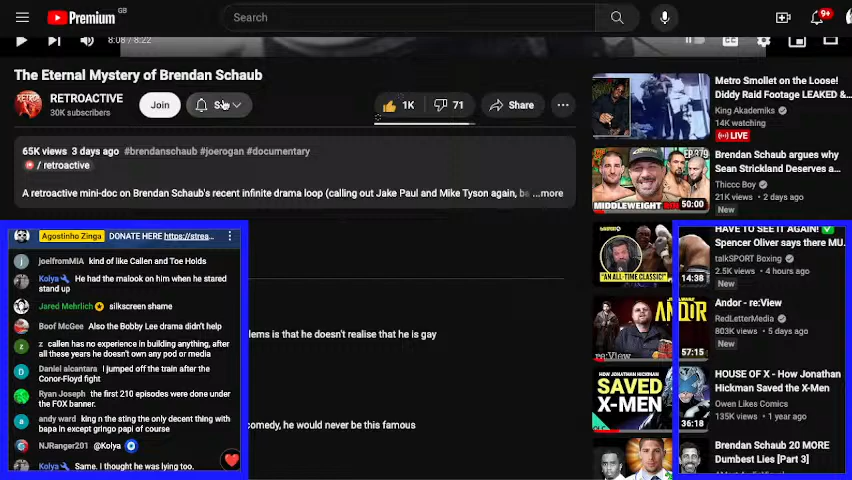 Premium GB
Search
9+
8:08 / 8:22
The Eternal Mystery of Brendan Schaub
RETROACTIVE
30K subscribers
Join
1K
71
Share
65K views 3 days ago #brendanschaub #joerogan #documentary
/ retroactive
A retroactive mini-doc on Brendan Schaub's recent infinite drama loop (calling out Jake Paul and Mike Tyson again, be ...more
Agostinho Zinga DONATE HERE https://strea...
joelfromMIA kind of like Callen and Toe Holds
Kolya He had the malook on him when he stared
stand up
Jared Mehrlich silkscreen shame
Boof McGee Also the Bobby Lee drama didn't help
z callen has no experience in building anything, after
all these years he doesn't own any pod or media
Daniel alcantara I jumped off the train after the
Conor-Floyd fight
Ryan Joseph the first 210 episodes were done under
the FOX banner.
andy ward king n the sting the only decent thing with
bapa in except gringo papi of course
NJRanger201 @Kolya
Kolya Same. I thought he was lying too.
lems is that he doesn't realise that he is gay
comedy, he would never be this famous
Metro Smollet on the Loose!
Diddy Raid Footage LEAKED &...
King Akademiks
14K watching
LIVE
EP.379
MIDDLEWEIGHT
50:00
Brendan Schaub argues why
Sean Strickland Deserves a...
Thiccc Boy
21K views • 2 days ago
New
"AN ALL-TIME CLASSIC!"
14:38
HAVE TO SEE IT AGAIN!
Spencer Oliver says there MU...
talkSPORT Boxing
2.5K views • 4 hours ago
New
re:View
57:15
Andor - re:View
RedLetterMedia
803K views • 5 days ago
New
HOW JONATHAN HICKMAN
SAVED
X-MEN
36:18
HOUSE OF X - How Jonathan
Hickman Saved the X-Men
Owen Likes Comics
135K views • 1 year ago
Brendan Schaub 20 MORE
Dumbest Lies [Part 3]